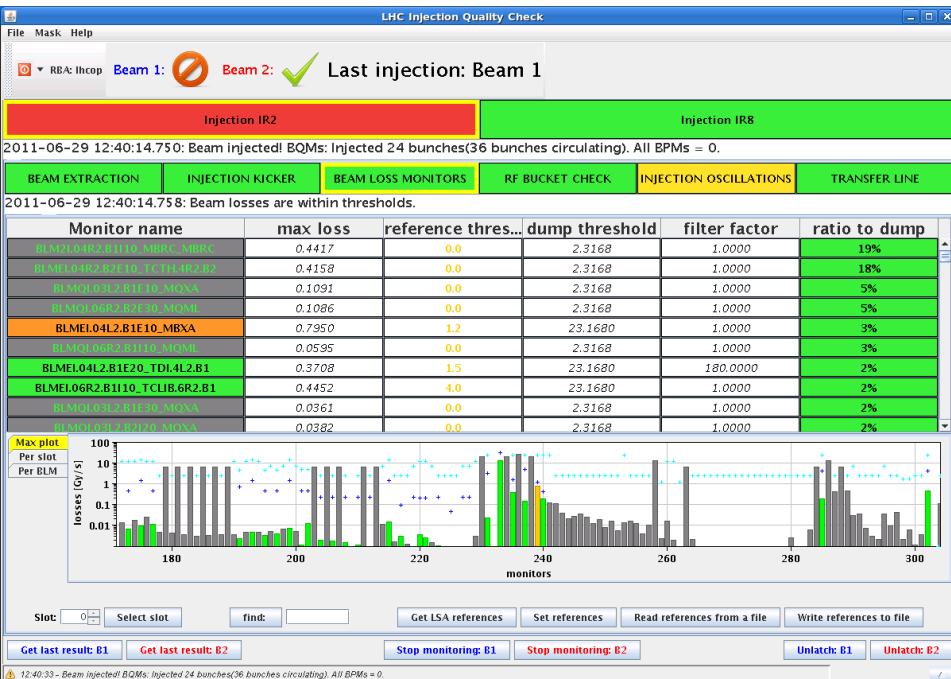 LHC Injection Quality Check
File Mask Help
RBA: lhcop Beam 1: Beam 2: Last injection: Beam 1
Injection IR2 Injection IR8
2011-06-29 12:40:14.750: Beam injected! BQMs: Injected 24 bunches(36 bunches circulating). All BPMs = 0.
BEAM EXTRACTION INJECTION KICKER BEAM LOSS MONITORS RF BUCKET CHECK INJECTION OSCILLATIONS TRANSFER LINE
2011-06-29 12:40:14.758: Beam losses are within thresholds.
Monitor name max loss reference thres... dump threshold filter factor ratio to dump
BLM2I.04R2.B1I10_MBRC_MBRC 0.4417 0.0 2.3168 1.0000 19%
BLMEI.04R2.B2E10_TCTH.4R2.B2 0.4158 0.0 2.3168 1.0000 18%
BLMQI.03L2.B1E10_MQXA 0.1091 0.0 2.3168 1.0000 5%
BLMQI.06R2.B2E30_MQML 0.1086 0.0 2.3168 1.0000 5%
BLMEI.04L2.B1E10_MBXA 0.7950 1.2 23.1680 1.0000 3%
BLMQI.06R2.B1I10_MQML 0.0595 0.0 2.3168 1.0000 3%
BLMEI.04L2.B1E20_TDI.4L2.B1 0.3708 1.5 23.1680 180.0000 2%
BLMEI.06R2.B1I10_TCLIB.6R2.B1 0.4452 4.0 23.1680 1.0000 2%
BLMQI.03L2.B1E30_MQXA 0.0361 0.0 2.3168 1.0000 2%
BLMQI.03L2.B2I20_MQXA 0.0382 0.0 2.3168 1.0000 2%
Max plot
Per slot
Per BLM
losses [Gy/s]
100
10
1
0.1
0.01
180 200 220 240 260 280 300
monitors
Slot: 0 Select slot find: Get LSA references Set references Read references from a file Write references to file
Get last result: B1 Get last result: B2 Stop monitoring: B1 Stop monitoring: B2 Unlatch: B1 Unlatch: B2
12:40:33 - Beam injected! BQMs: Injected 24 bunches(36 bunches circulating). All BPMs = 0.